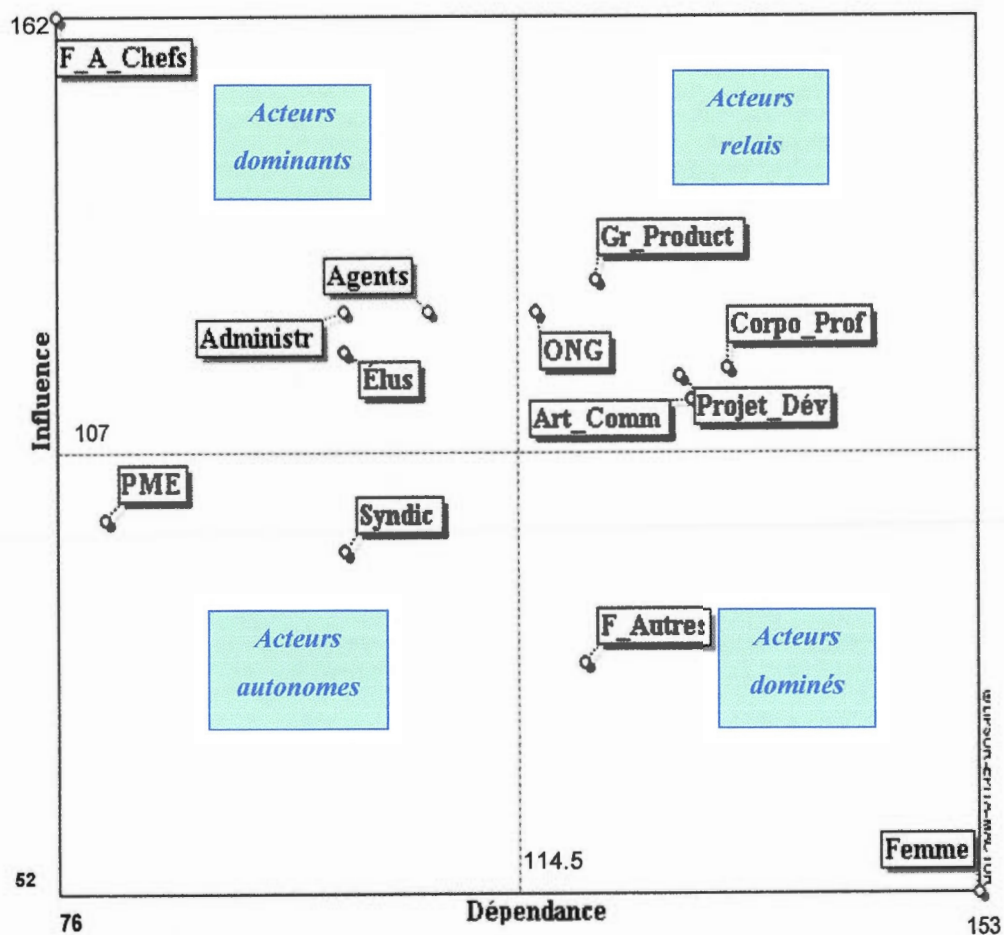 162
F_A_Chefs
Acteurs
dominants
Acteurs
relais
Gr_Product
Agents
Administr
Élus
ONG
Corpo_Prof
Art_Comm
Projet_Dév
Influence
107
PME
Syndic
F_Autres
Acteurs
autonomes
Acteurs
dominés
Femme
114.5
52
76
Dépendance
153